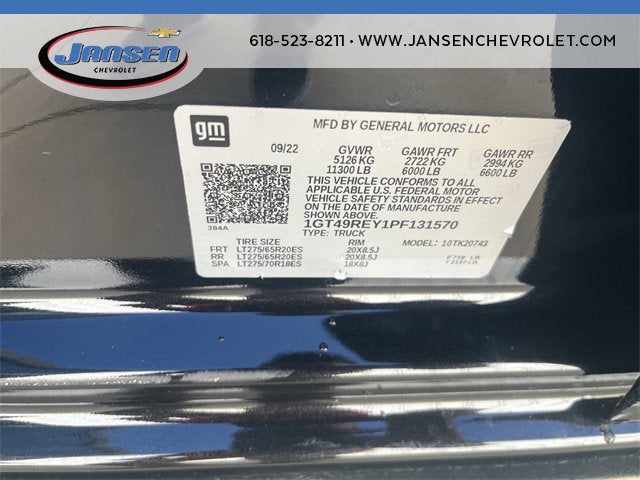 JANSEN
CHEVROLET
618-523-8211 • WWW.JANSENCHEVROLET.COM
gm
MFD BY GENERAL MOTORS LLC
09/22 GVWR GAWR FRT GAWR RR
5126 KG 2722 KG 2994 KG
11300 LB 6000 LB 6600 LB
THIS VEHICLE CONFORMS TO ALL
APPLICABLE U.S. FEDERAL MOTOR
VEHICLE SAFETY STANDARDS IN EFFECT
ON THE DATE OF MANUFACTURE
SHOWN ABOVE.
384A
1GT49REY1PF131570
TYPE: TRUCK MODEL: 10TK20743
TIRE SIZE RIM
FRT LT275/65R20ES 20X8.5J
RR LT275/65R20ES 20X8.5J
SPA LT275/70R18ES 18X8J